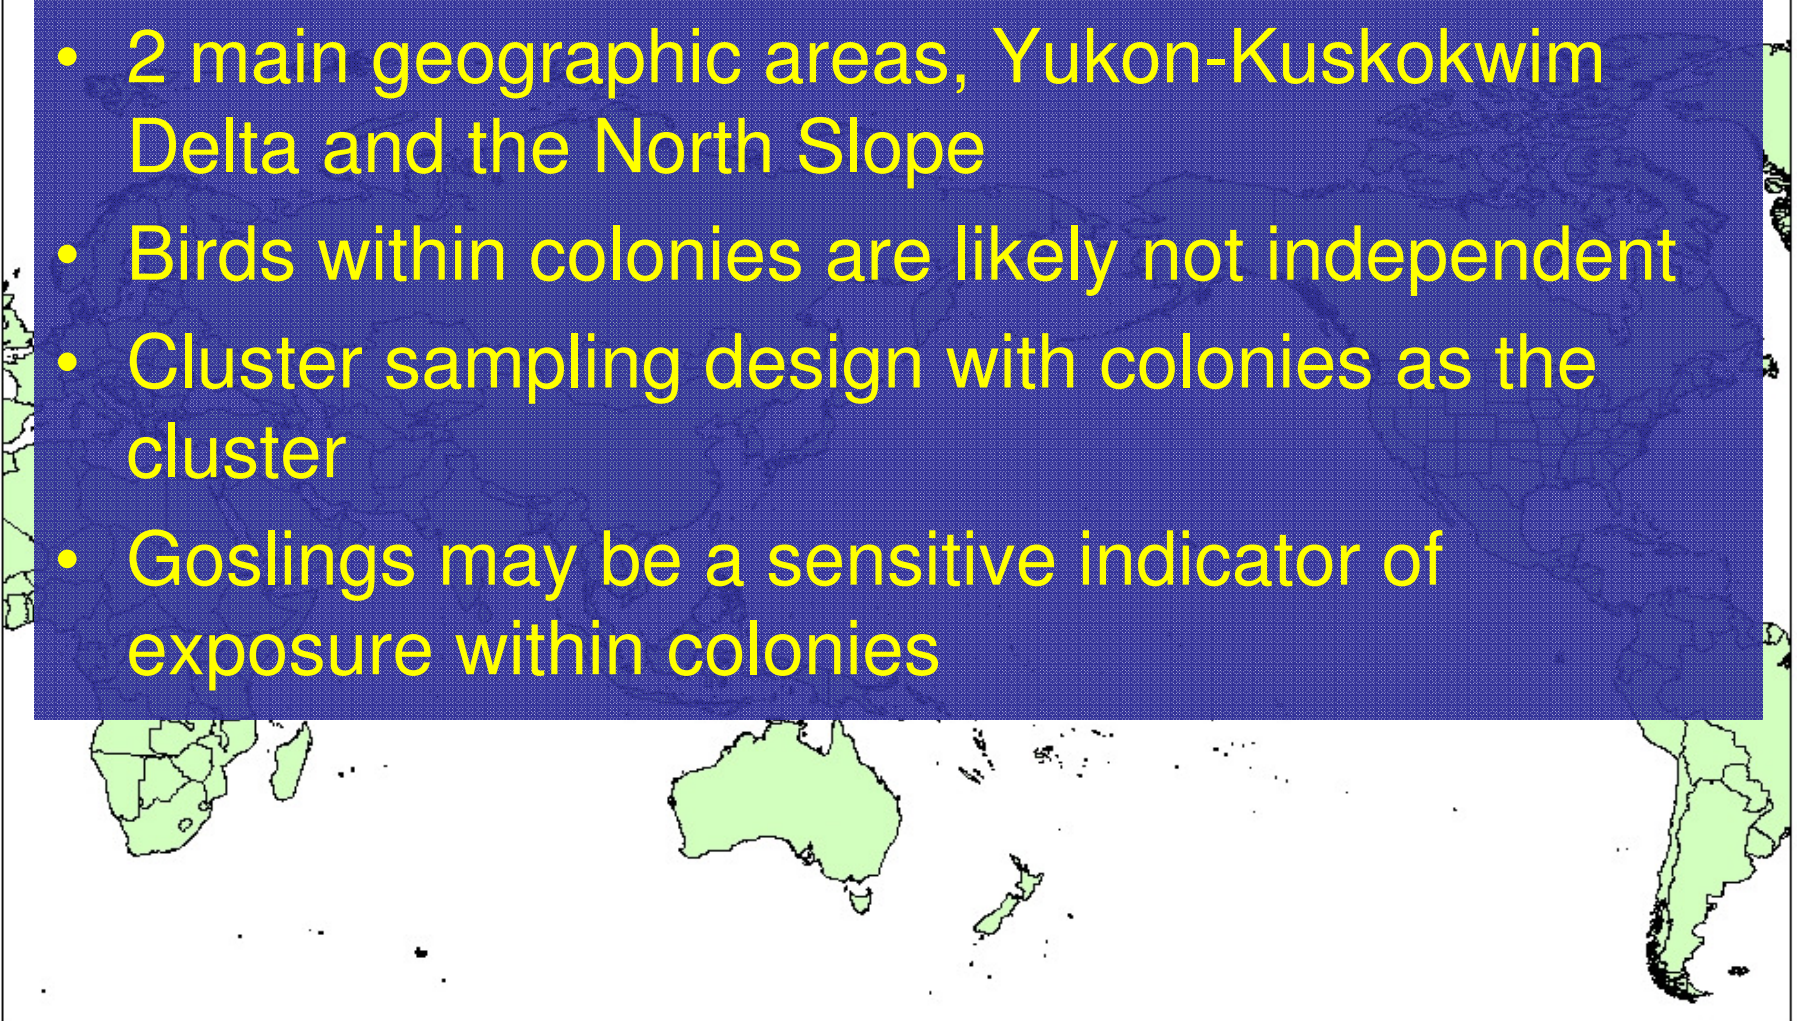 • 2 main geographic areas, Yukon-Kuskokwim
Delta and the North Slope
• Birds within colonies are likely not independent
• Cluster sampling design with colonies as the
cluster
• Goslings may be a sensitive indicator of
exposure within colonies